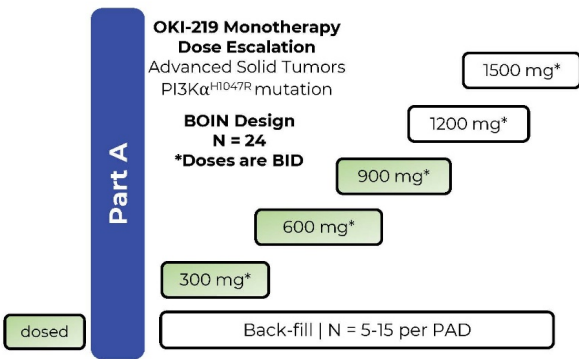 Part A
OKI-219 Monotherapy
Dose Escalation
Advanced Solid Tumors
PI3Kα^H1047R mutation
BOIN Design
N = 24
*Doses are BID
1500 mg*
1200 mg*
900 mg*
600 mg*
300 mg*
dosed
Back-fill | N = 5-15 per PAD